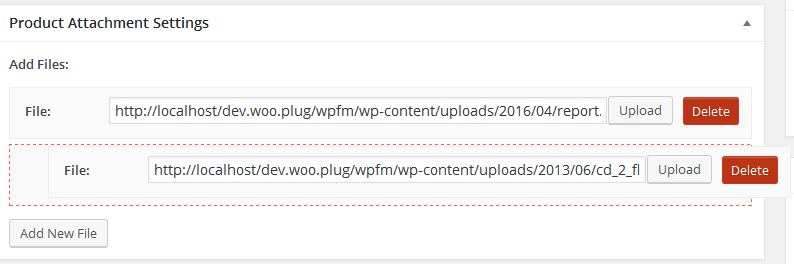 Product Attachment Settings
Add Files:
File: http://localhost/dev.woo.plug/wpfm/wp-content/uploads/2016/04/report. Upload Delete
File: http://localhost/dev.woo.plug/wpfm/wp-content/uploads/2013/06/cd_2_fl Upload Delete
Add New File